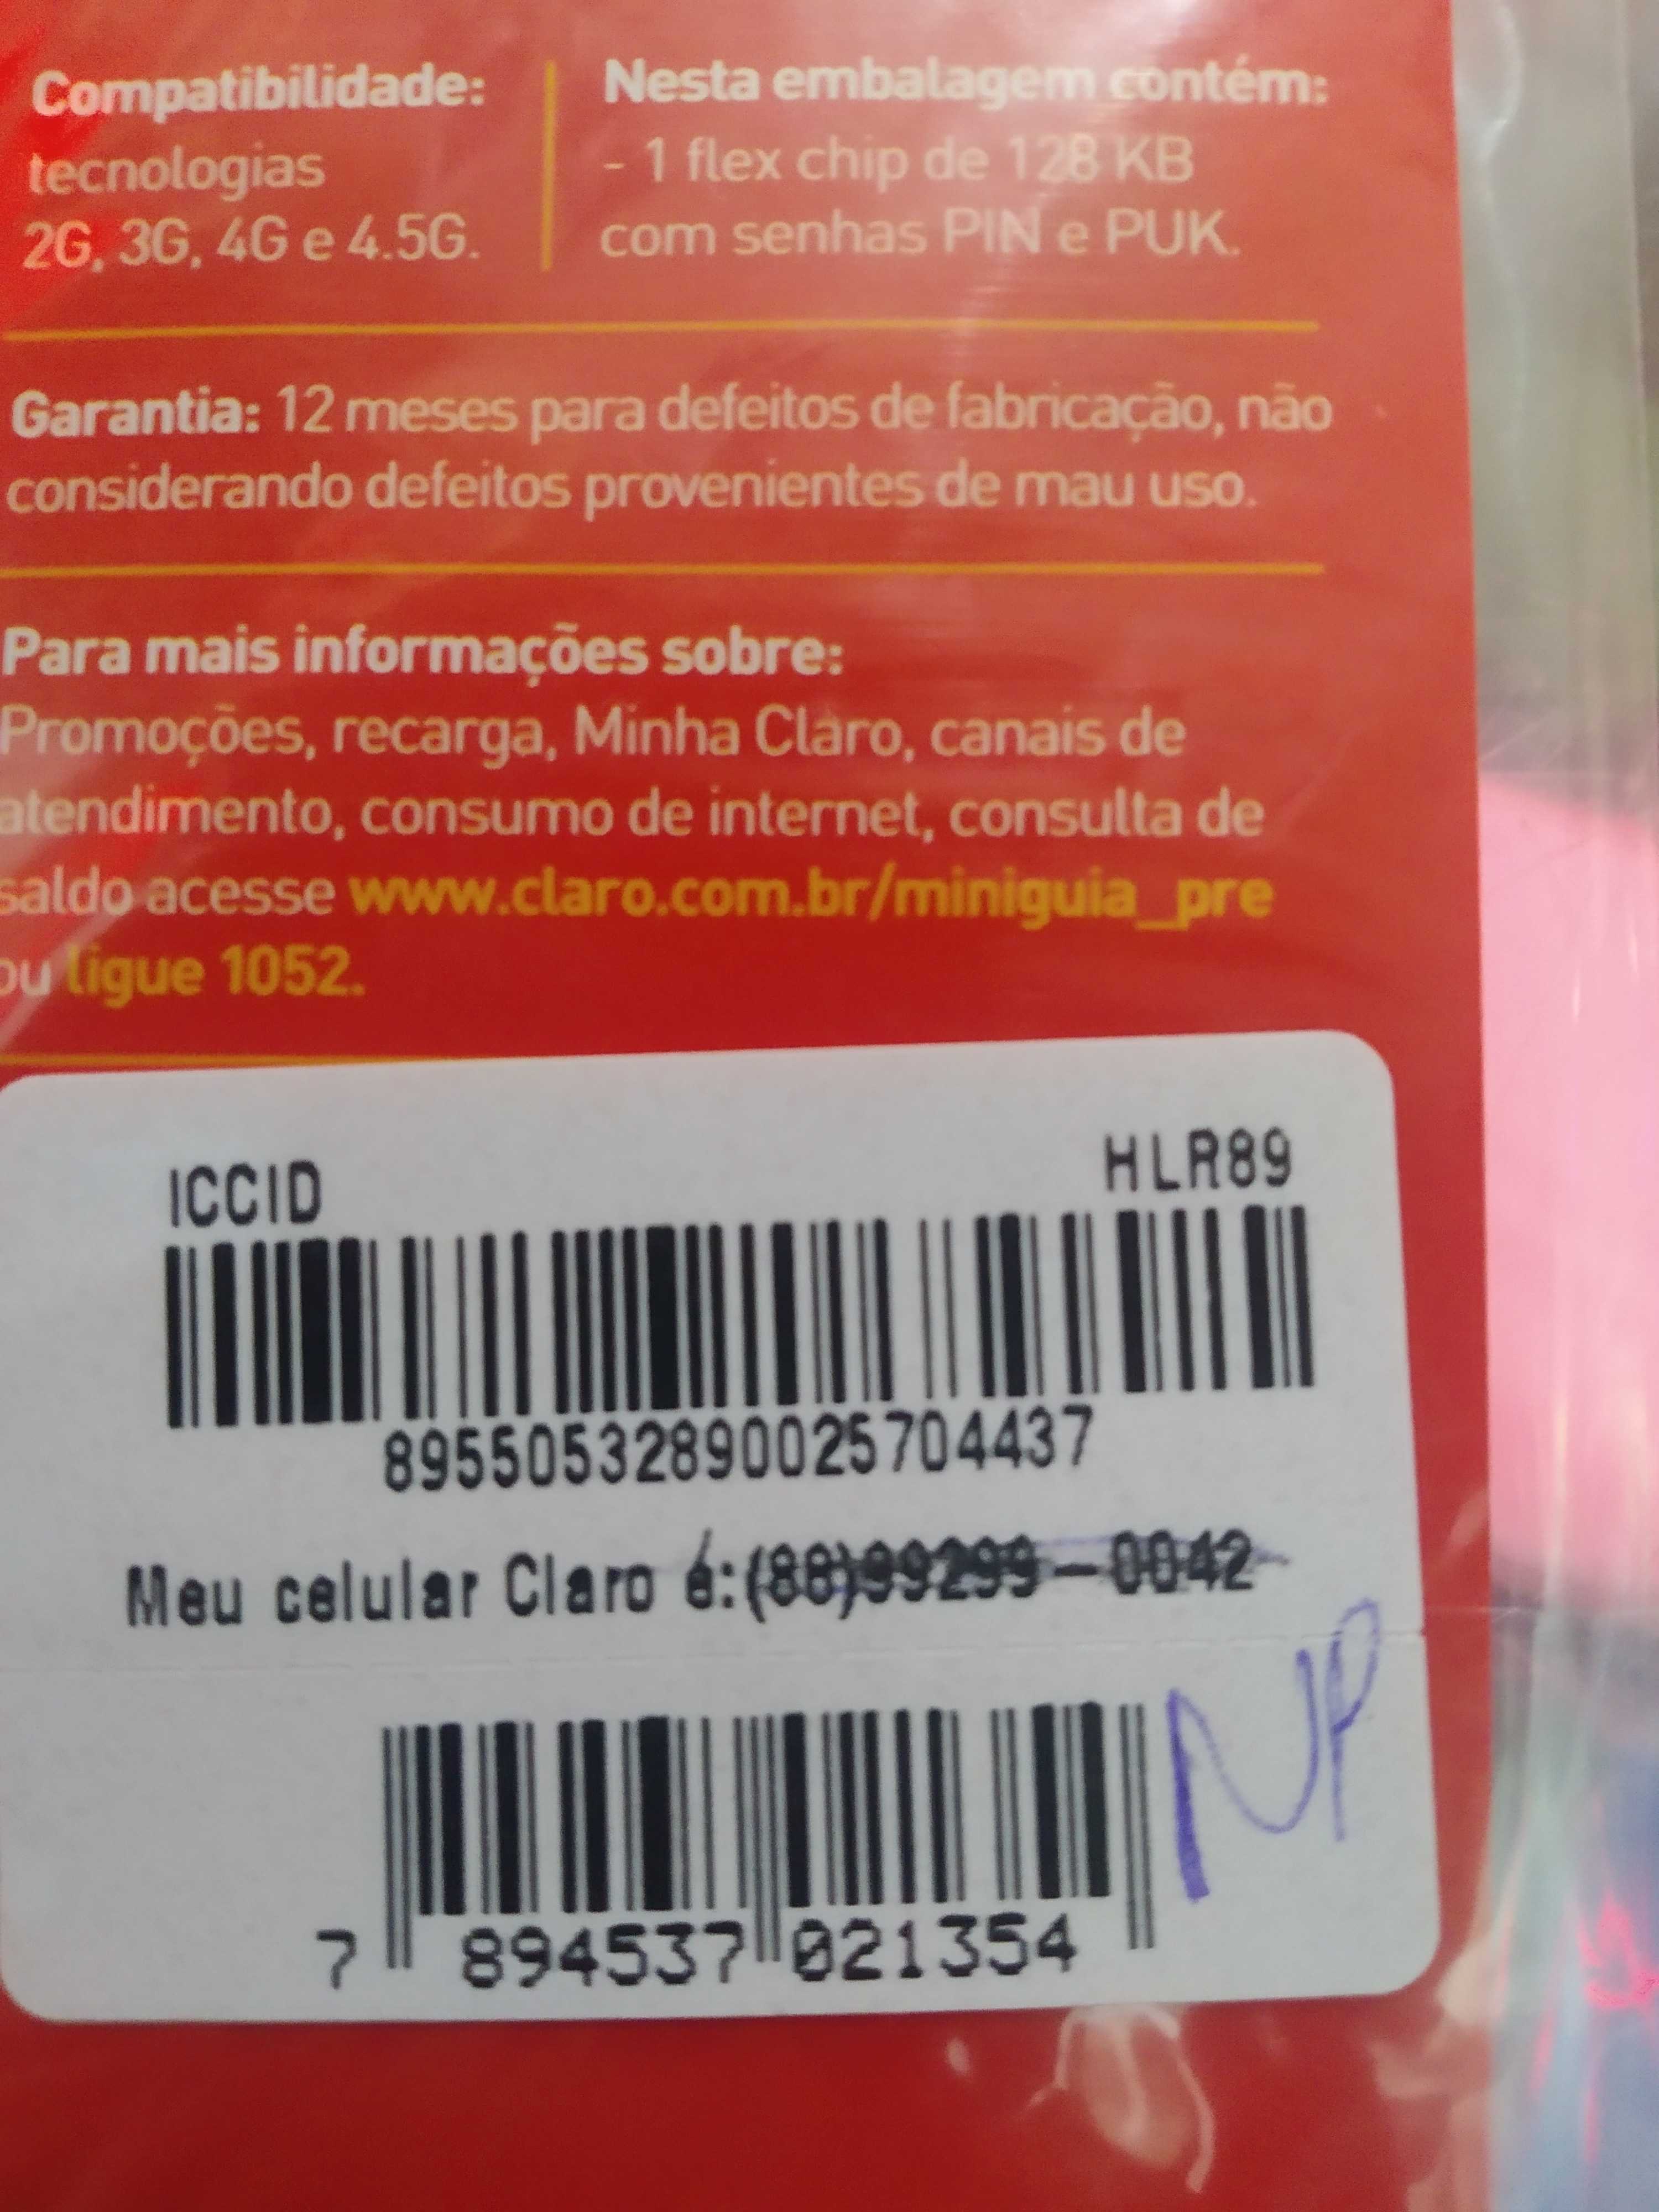 Compatibilidade:
tecnologias
2G, 3G, 4G e 4.5G.
Nesta embalagem contém:
- 1 flex chip de 128 KB
com senhas PIN e PUK.
Garantia: 12 meses para defeitos de fabricação, não
considerando defeitos provenientes de mau uso.
Para mais informações sobre:
Promoções, recarga, Minha Claro, canais de
atendimento, consumo de internet, consulta de
saldo acesse www.claro.com.br/miniguia_pre
ou ligue 1052.
ICCID
HLR89
89550532890025704437
Meu celular Claro é:(88)99299-0042
NP
7 894537 021354